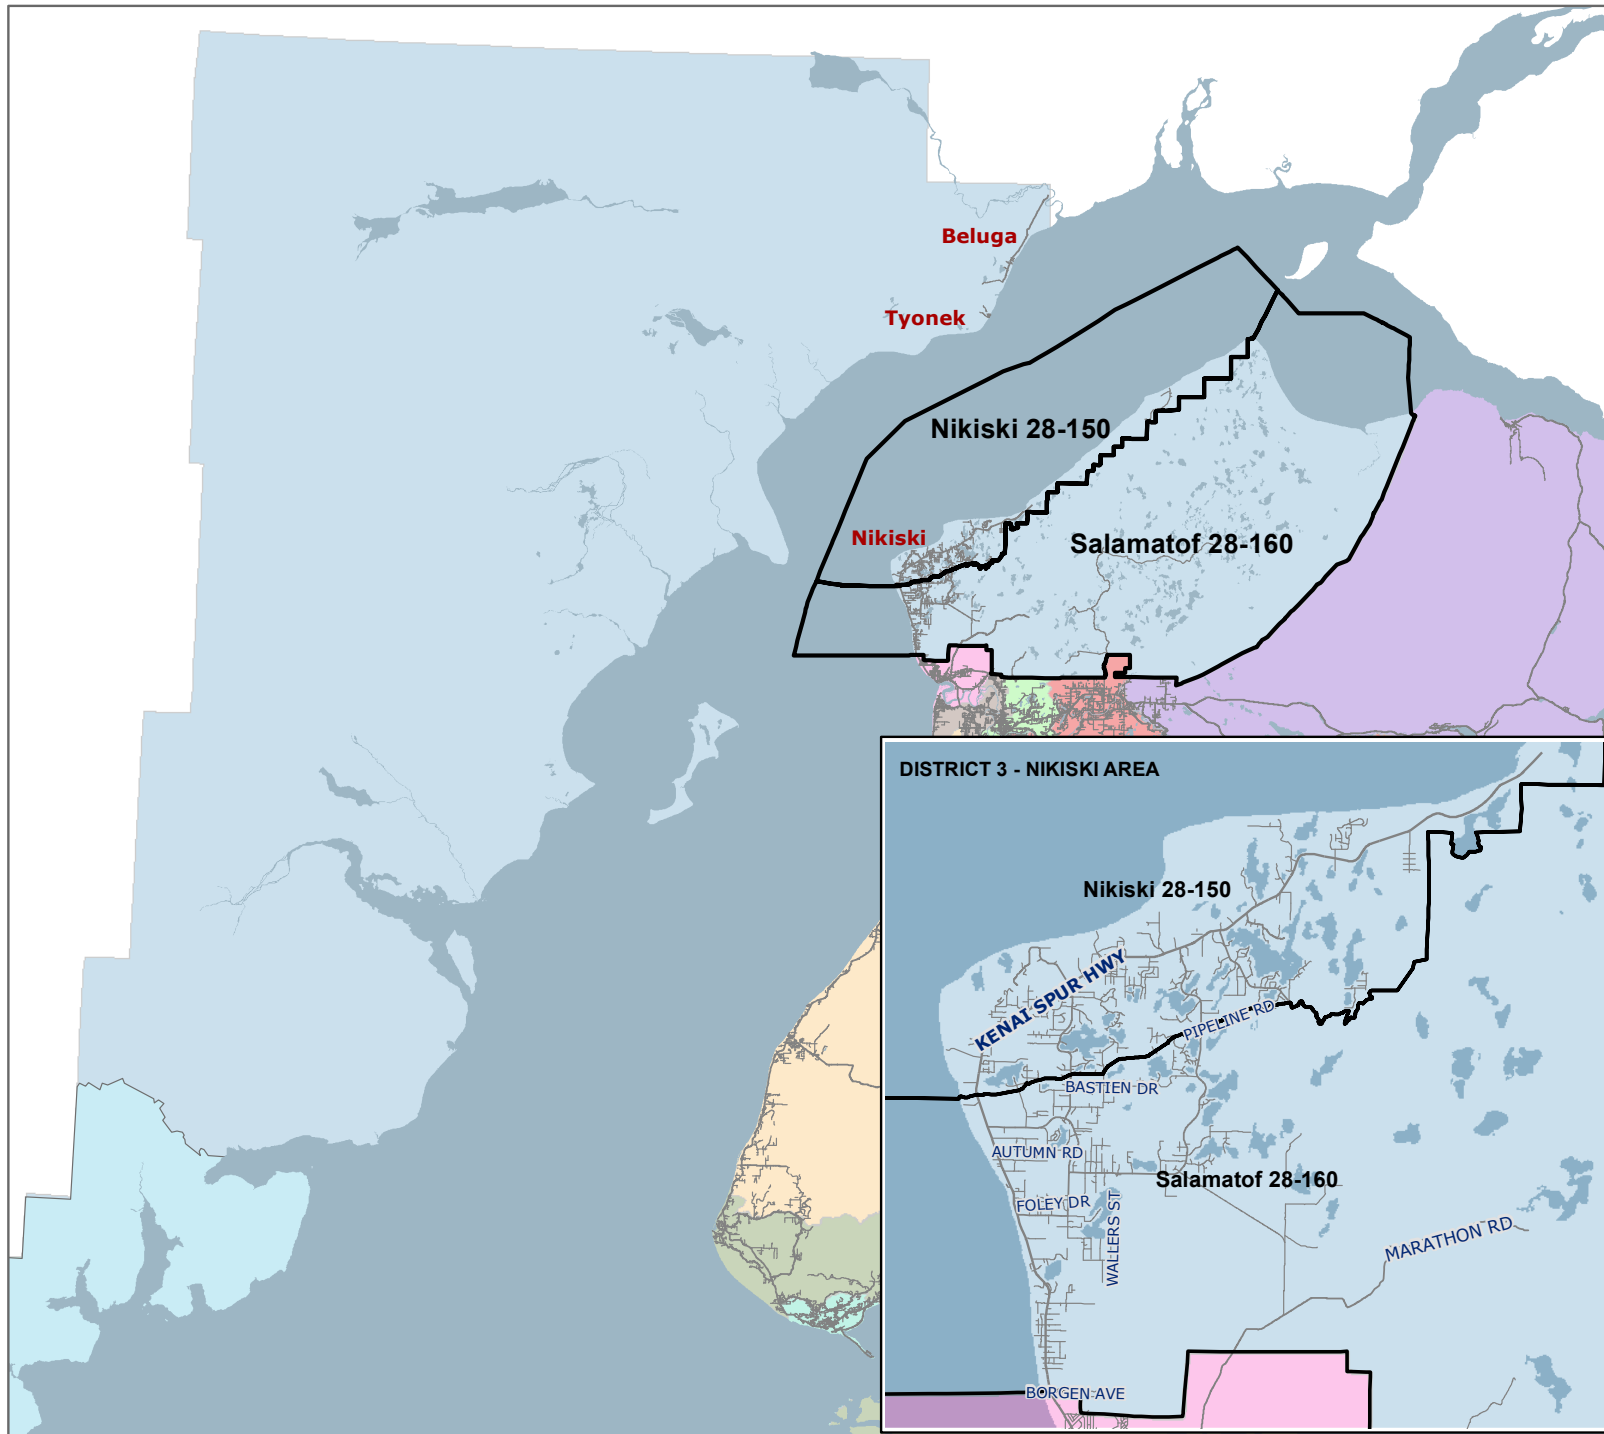 Beluga
Tyonek
Nikiski 28-150
Nikiski
Salamatof 28-160
DISTRICT 3 - NIKISKI AREA
Nikiski 28-150
KENAI SPUR HWY
PIPELINE RD
BASTIEN DR
AUTUMN RD
Salamatof 28-160
FOLEY DR
WALLERS ST
MARATHON RD
BORGEN AVE